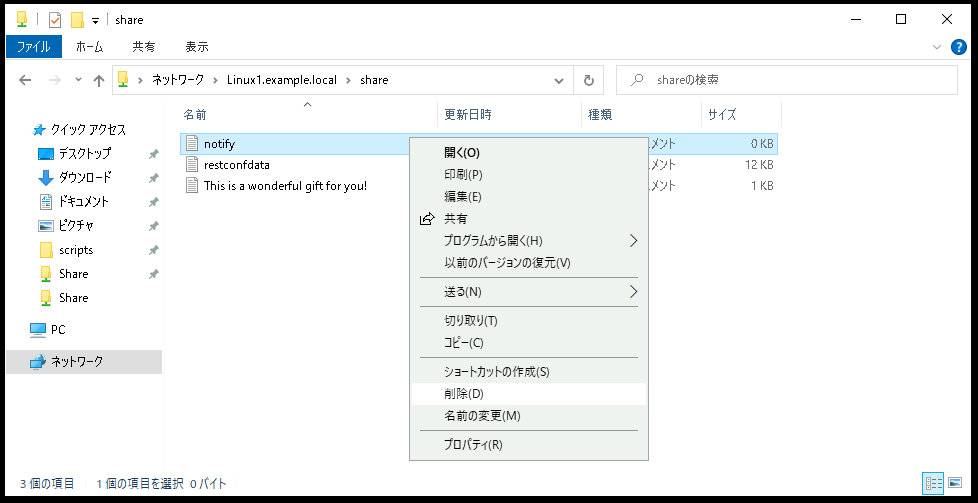 share
ファイル ホーム 共有 表示
ネットワーク Linux1.example.local share shareの検索
名前 更新日時 種類 サイズ
クイック アクセス
デスクトップ
ダウンロード
ドキュメント
ピクチャ
scripts
Share
Share
PC
ネットワーク
notify メント 0 KB
restconfdata メント 12 KB
This is a wonderful gift for you! メント 1 KB
開く(O)
印刷(P)
編集(E)
共有
プログラムから開く(H)
以前のバージョンの復元(V)
送る(N)
切り取り(T)
コピー(C)
ショートカットの作成(S)
削除(D)
名前の変更(M)
プロパティ(R)
3 個の項目 1 個の項目を選択 0 バイト